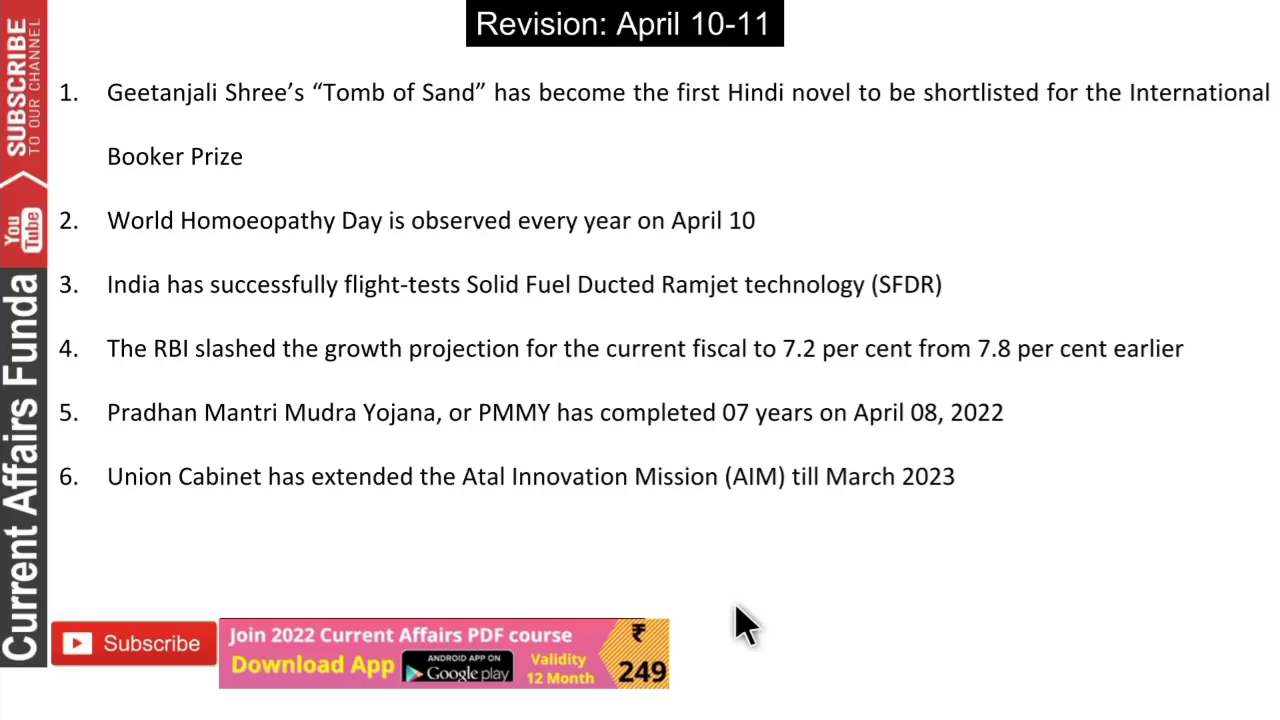 Revision: April 10-11
1. Geetanjali Shree’s “Tomb of Sand” has become the first Hindi novel to be shortlisted for the International
Booker Prize
2. World Homoeopathy Day is observed every year on April 10
3. India has successfully flight-tests Solid Fuel Ducted Ramjet technology (SFDR)
4. The RBI slashed the growth projection for the current fiscal to 7.2 per cent from 7.8 per cent earlier
5. Pradhan Mantri Mudra Yojana, or PMMY has completed 07 years on April 08, 2022
6. Union Cabinet has extended the Atal Innovation Mission (AIM) till March 2023
SUBSCRIBE
TO OUR CHANNEL
You
Tube
Current Affairs Funda
Subscribe
Join 2022 Current Affairs PDF course
Download App
ANDROID APP ON
Google play
Validity
12 Month
₹
249